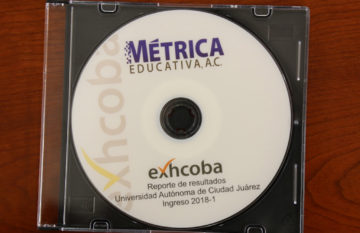 MÉTRICA
EDUCATIVA, A.C.
exhcoba
exhcoba
Reporte de resultados
Universidad Autónoma de Ciudad Juárez
Ingreso 2018-1